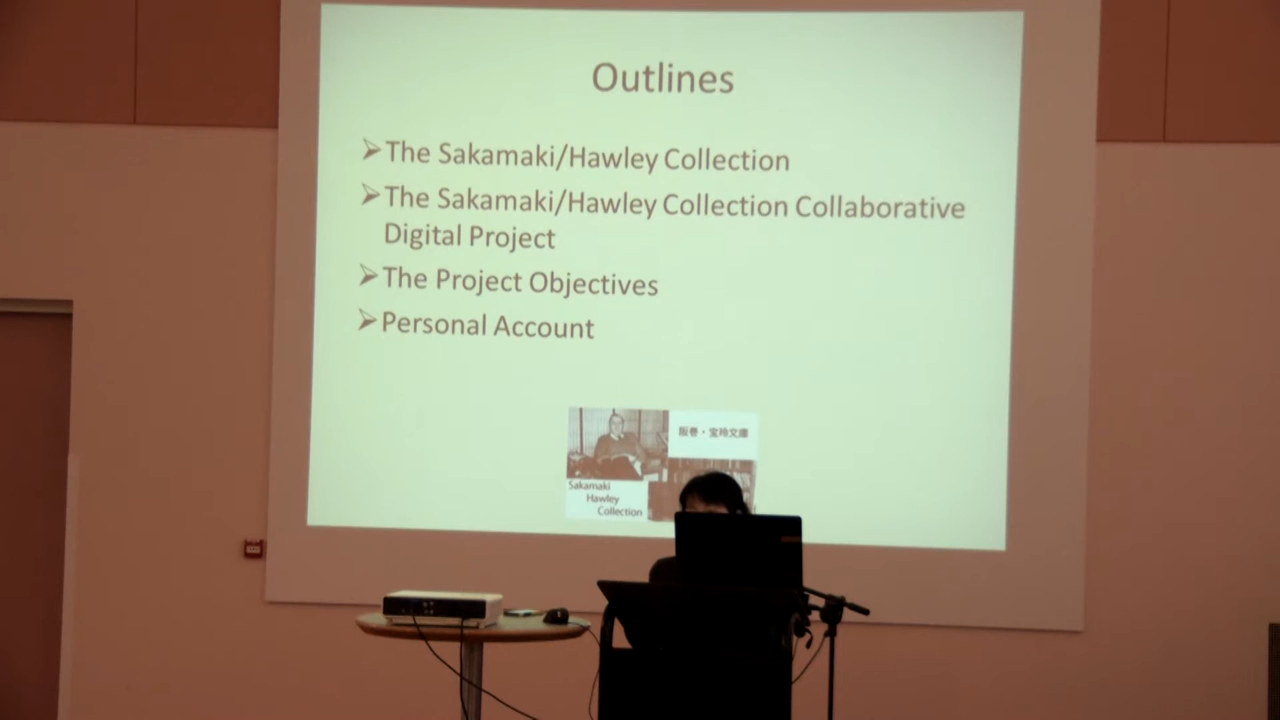 Outlines
➢The Sakamaki/Hawley Collection
➢The Sakamaki/Hawley Collection Collaborative
Digital Project
➢The Project Objectives
➢Personal Account
阪巻・宝玲文庫
Sakamaki
Hawley
Collection